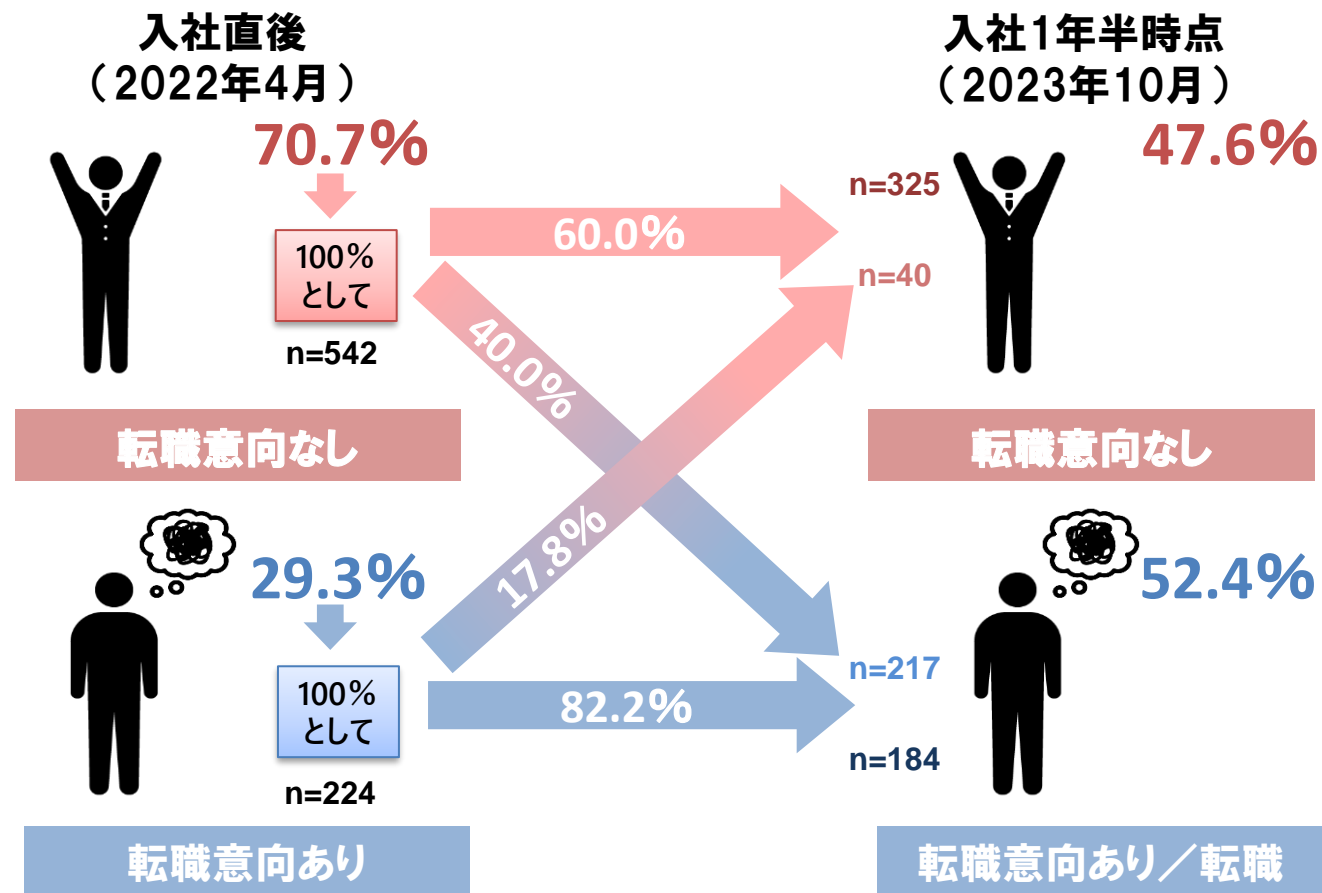 入社直後
（2022年4月）
70.7%
100%
として
n=542
転職意向なし
29.3%
100%
として
n=224
転職意向あり
60.0%
40.0%
17.8%
82.2%
入社1年半時点
（2023年10月）
47.6%
n=325
n=40
転職意向なし
52.4%
n=217
n=184
転職意向あり／転職